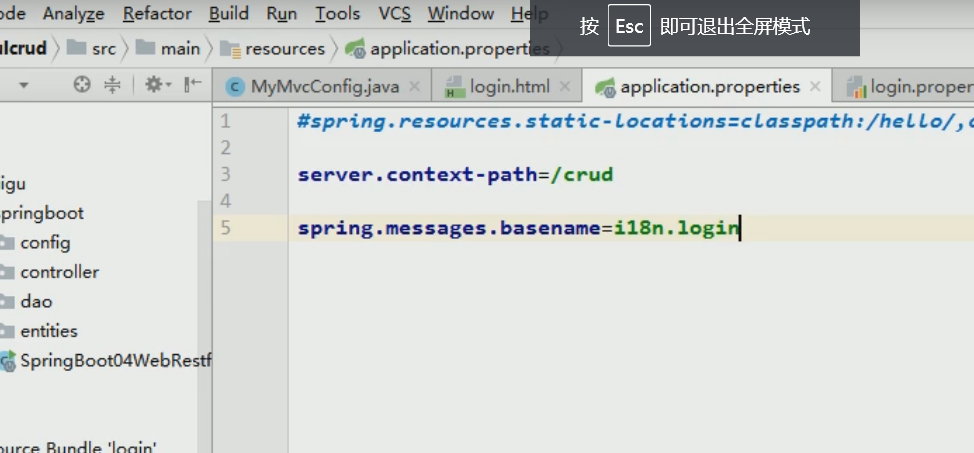 ode Analyze Refactor Build Run Tools VCS Window Help
按 Esc 即可退出全屏模式
ulcrud src main resources application.properties
MyMvcConfig.java login.html application.properties login.proper
1 #spring.resources.static-locations=classpath:/hello/,c
2
3 server.context-path=/crud
4
5 spring.messages.basename=i18n.login
igu
pringboot
config
controller
dao
entities
SpringBoot04WebRestf
ource Bundle 'login'